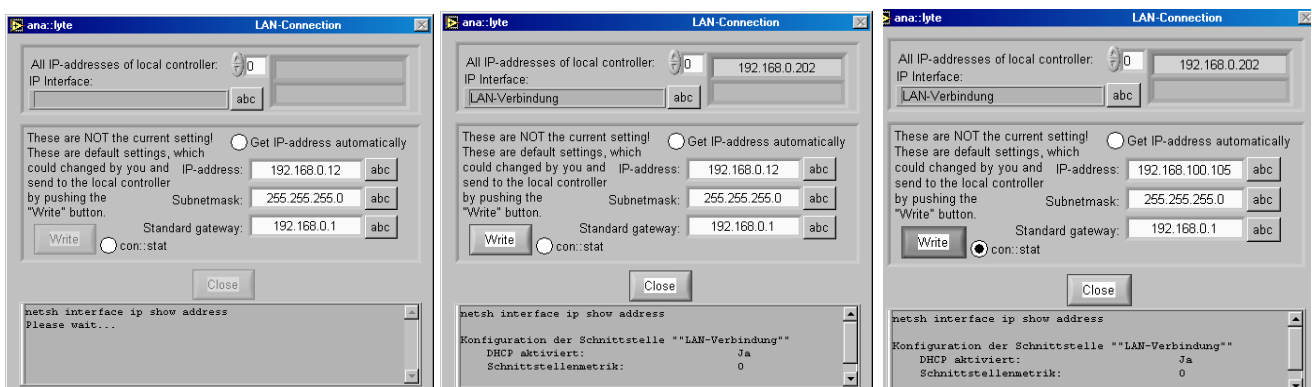 ana::lyte LAN-Connection
All IP-addresses of local controller: 0
IP Interface:
abc
These are NOT the current setting!
These are default settings, which
could changed by you and
send to the local controller
by pushing the
"Write" button.
Get IP-address automatically
IP-address: 192.168.0.12 abc
Subnetmask: 255.255.255.0 abc
Standard gateway: 192.168.0.1 abc
Write con::stat
Close
netsh interface ip show address
Please wait...
ana::lyte LAN-Connection
All IP-addresses of local controller: 0 192.168.0.202
IP Interface:
LAN-Verbindung abc
These are NOT the current setting!
These are default settings, which
could changed by you and
send to the local controller
by pushing the
"Write" button.
Get IP-address automatically
IP-address: 192.168.0.12 abc
Subnetmask: 255.255.255.0 abc
Standard gateway: 192.168.0.1 abc
Write con::stat
Close
netsh interface ip show address
Konfiguration der Schnittstelle ""LAN-Verbindung""
DHCP aktiviert: Ja
Schnittstellenmetrik: 0
ana::lyte LAN-Connection
All IP-addresses of local controller: 0 192.168.0.202
IP Interface:
LAN-Verbindung abc
These are NOT the current setting!
These are default settings, which
could changed by you and
send to the local controller
by pushing the
"Write" button.
Get IP-address automatically
IP-address: 192.168.100.105 abc
Subnetmask: 255.255.255.0 abc
Standard gateway: 192.168.0.1 abc
Write con::stat
Close
netsh interface ip show address
Konfiguration der Schnittstelle ""LAN-Verbindung""
DHCP aktiviert: Ja
Schnittstellenmetrik: 0